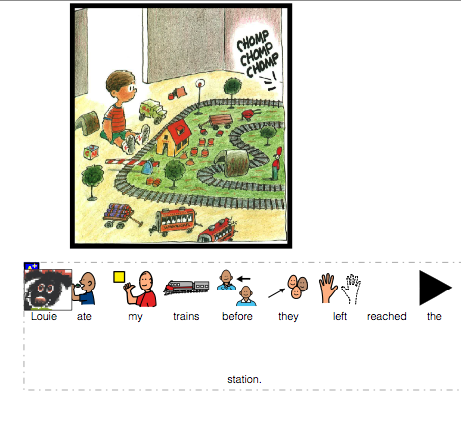 CHOMP
CHOMP
CHOMP
Louie ate my trains before they left reached the
station.